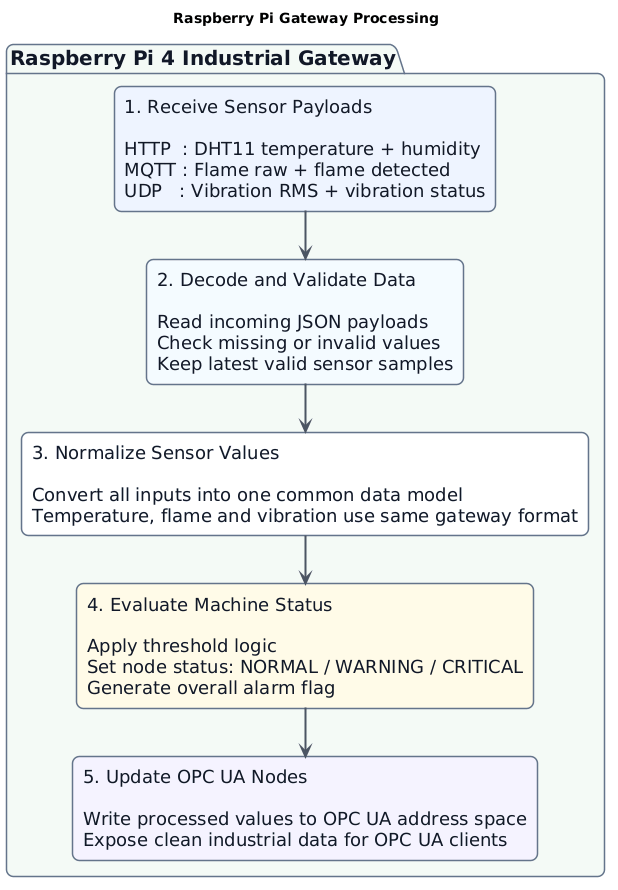 Raspberry Pi Gateway Processing
Raspberry Pi 4 Industrial Gateway
1. Receive Sensor Payloads
HTTP : DHT11 temperature + humidity
MQTT : Flame raw + flame detected
UDP : Vibration RMS + vibration status
2. Decode and Validate Data
Read incoming JSON payloads
Check missing or invalid values
Keep latest valid sensor samples
3. Normalize Sensor Values
Convert all inputs into one common data model
Temperature, flame and vibration use same gateway format
4. Evaluate Machine Status
Apply threshold logic
Set node status: NORMAL / WARNING / CRITICAL
Generate overall alarm flag
5. Update OPC UA Nodes
Write processed values to OPC UA address space
Expose clean industrial data for OPC UA clients